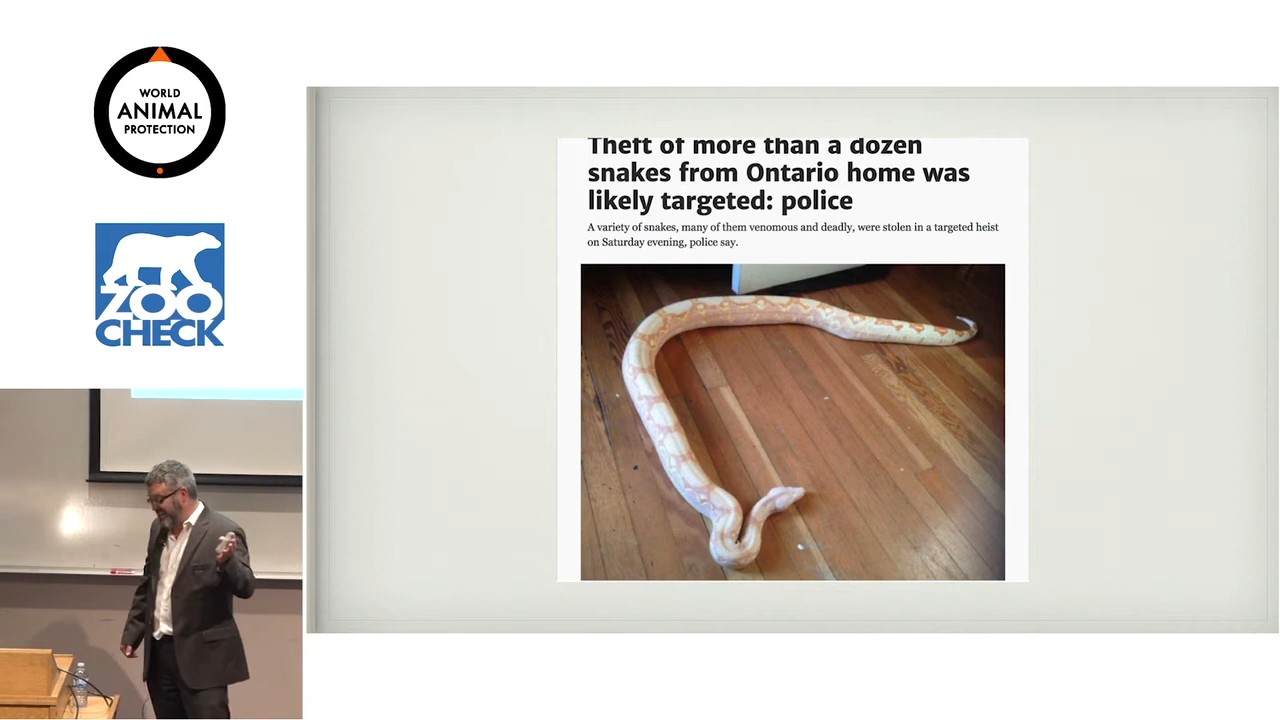 WORLD
ANIMAL
PROTECTION
ZOO
CHECK
Theft of more than a dozen
snakes from Ontario home was
likely targeted: police
A variety of snakes, many of them venomous and deadly, were stolen in a targeted heist
on Saturday evening, police say.